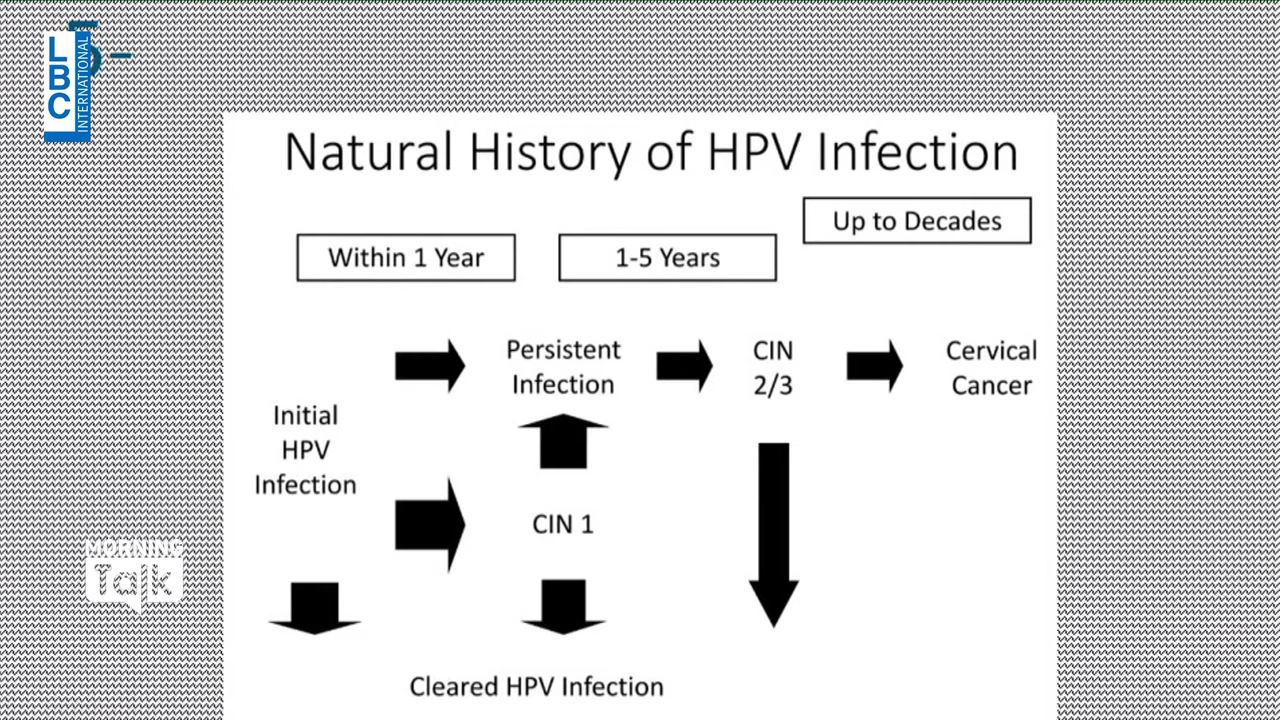 LBC
INTERNATIONAL
Natural History of HPV Infection
Up to Decades
Within 1 Year
1-5 Years
Persistent
Infection
CIN
2/3
Cervical
Cancer
Initial
HPV
Infection
CIN 1
MORNING
Talk
Cleared HPV Infection